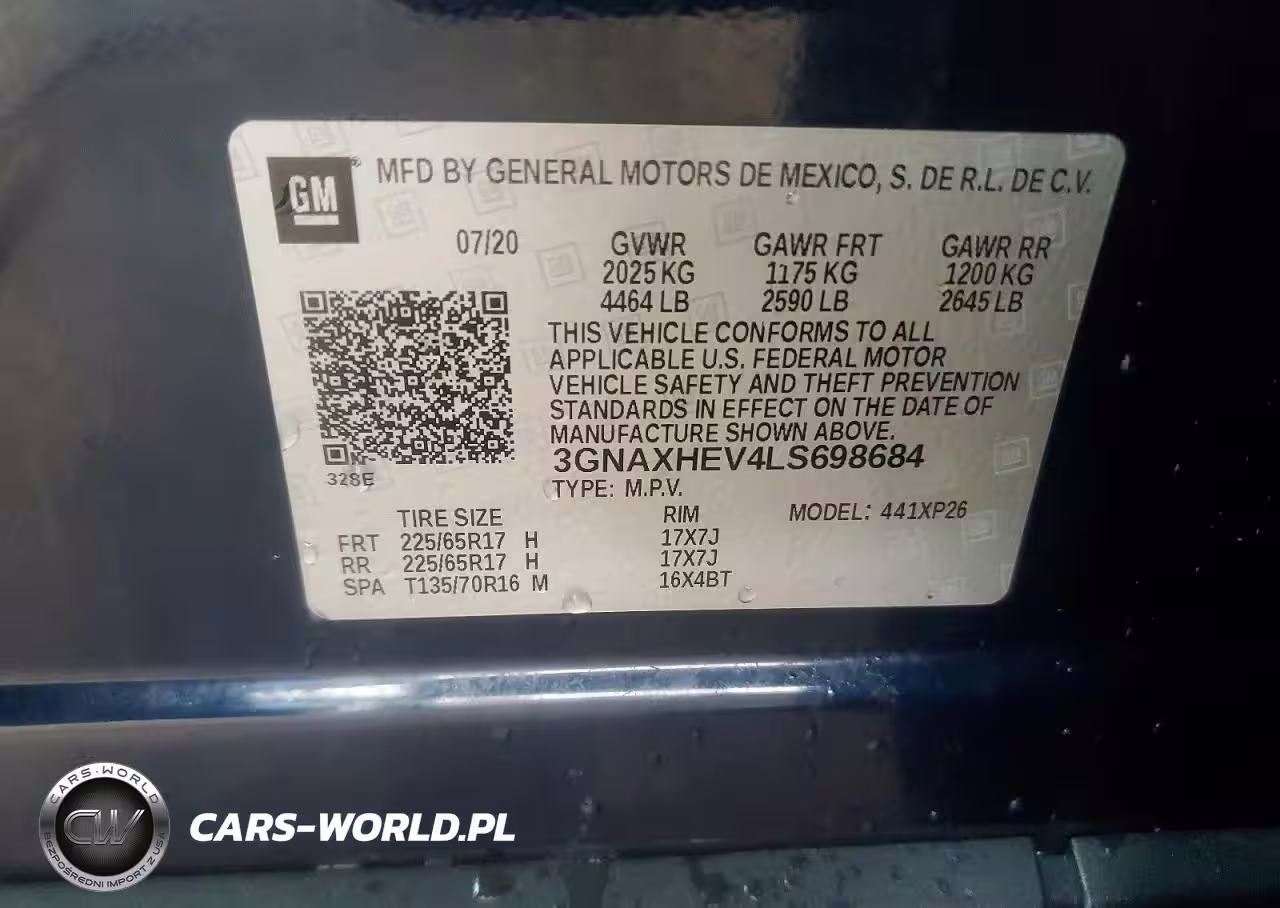 GM
MFD BY GENERAL MOTORS DE MEXICO, S. DE R.L. DE C.V.
07/20 GVWR GAWR FRT GAWR RR
2025 KG 1175 KG 1200 KG
4464 LB 2590 LB 2645 LB
THIS VEHICLE CONFORMS TO ALL
APPLICABLE U.S. FEDERAL MOTOR
VEHICLE SAFETY AND THEFT PREVENTION
STANDARDS IN EFFECT ON THE DATE OF
MANUFACTURE SHOWN ABOVE.
3GNAXHEV4LS698684
328E
TYPE: M.P.V.
TIRE SIZE RIM MODEL: 441XP26
FRT 225/65R17 H 17X7J
RR 225/65R17 H 17X7J
SPA T135/70R16 M 16X4BT
CARS-WORLD
CW
BEZPOŚREDNI IMPORT Z USA
CARS-WORLD.PL